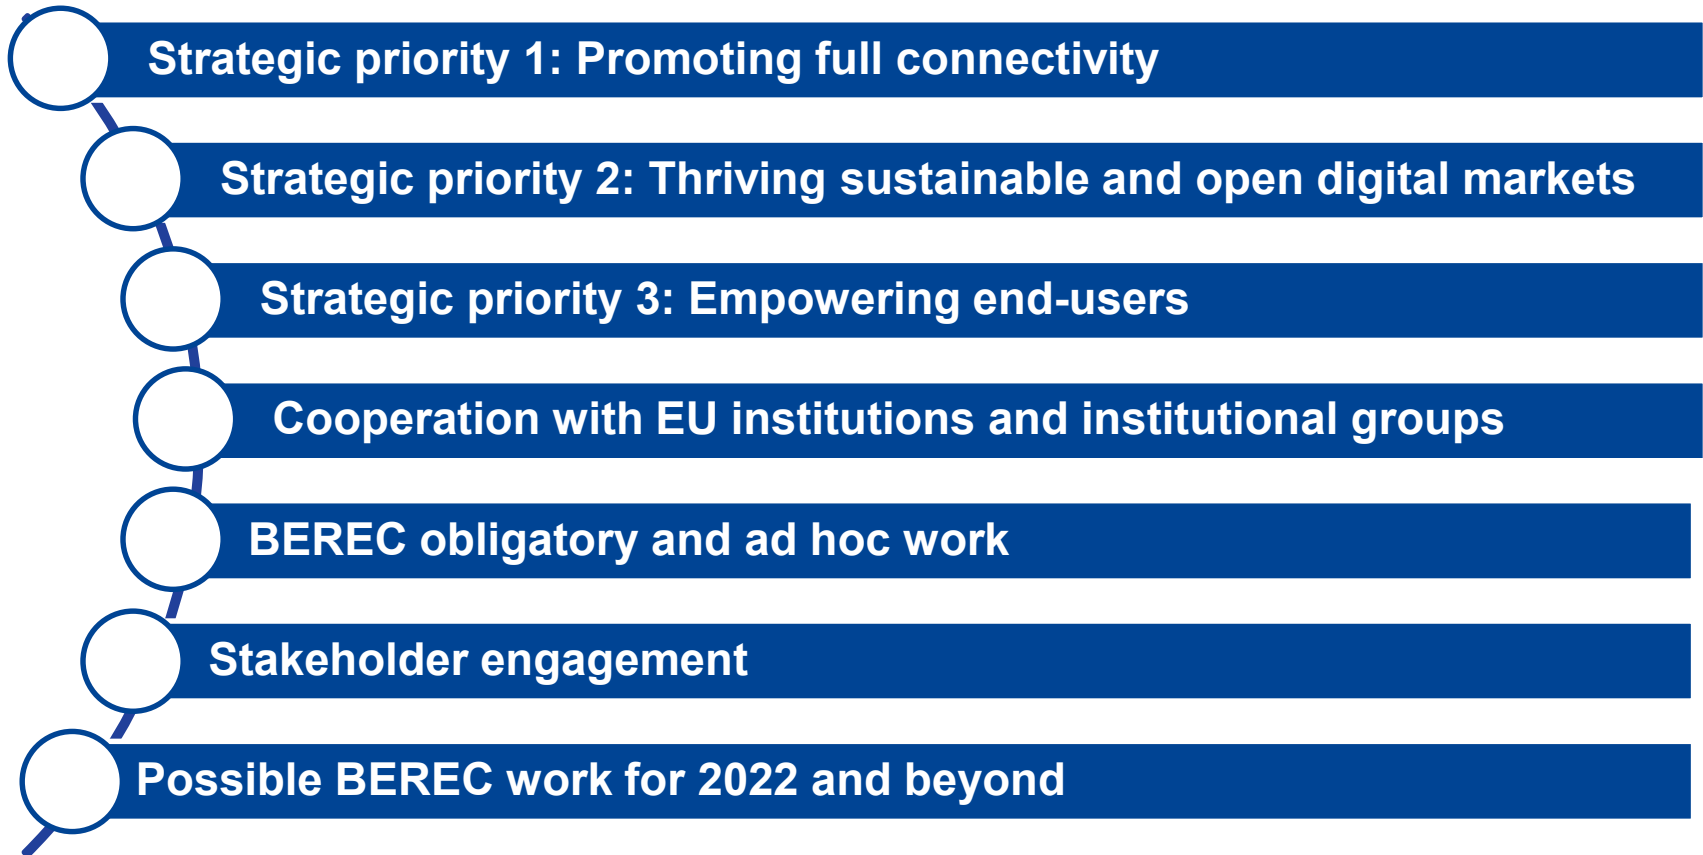 Strategic priority 1: Promoting full connectivity
Strategic priority 2: Thriving sustainable and open digital markets
Strategic priority 3: Empowering end-users
Cooperation with EU institutions and institutional groups
BEREC obligatory and ad hoc work
Stakeholder engagement
Possible BEREC work for 2022 and beyond